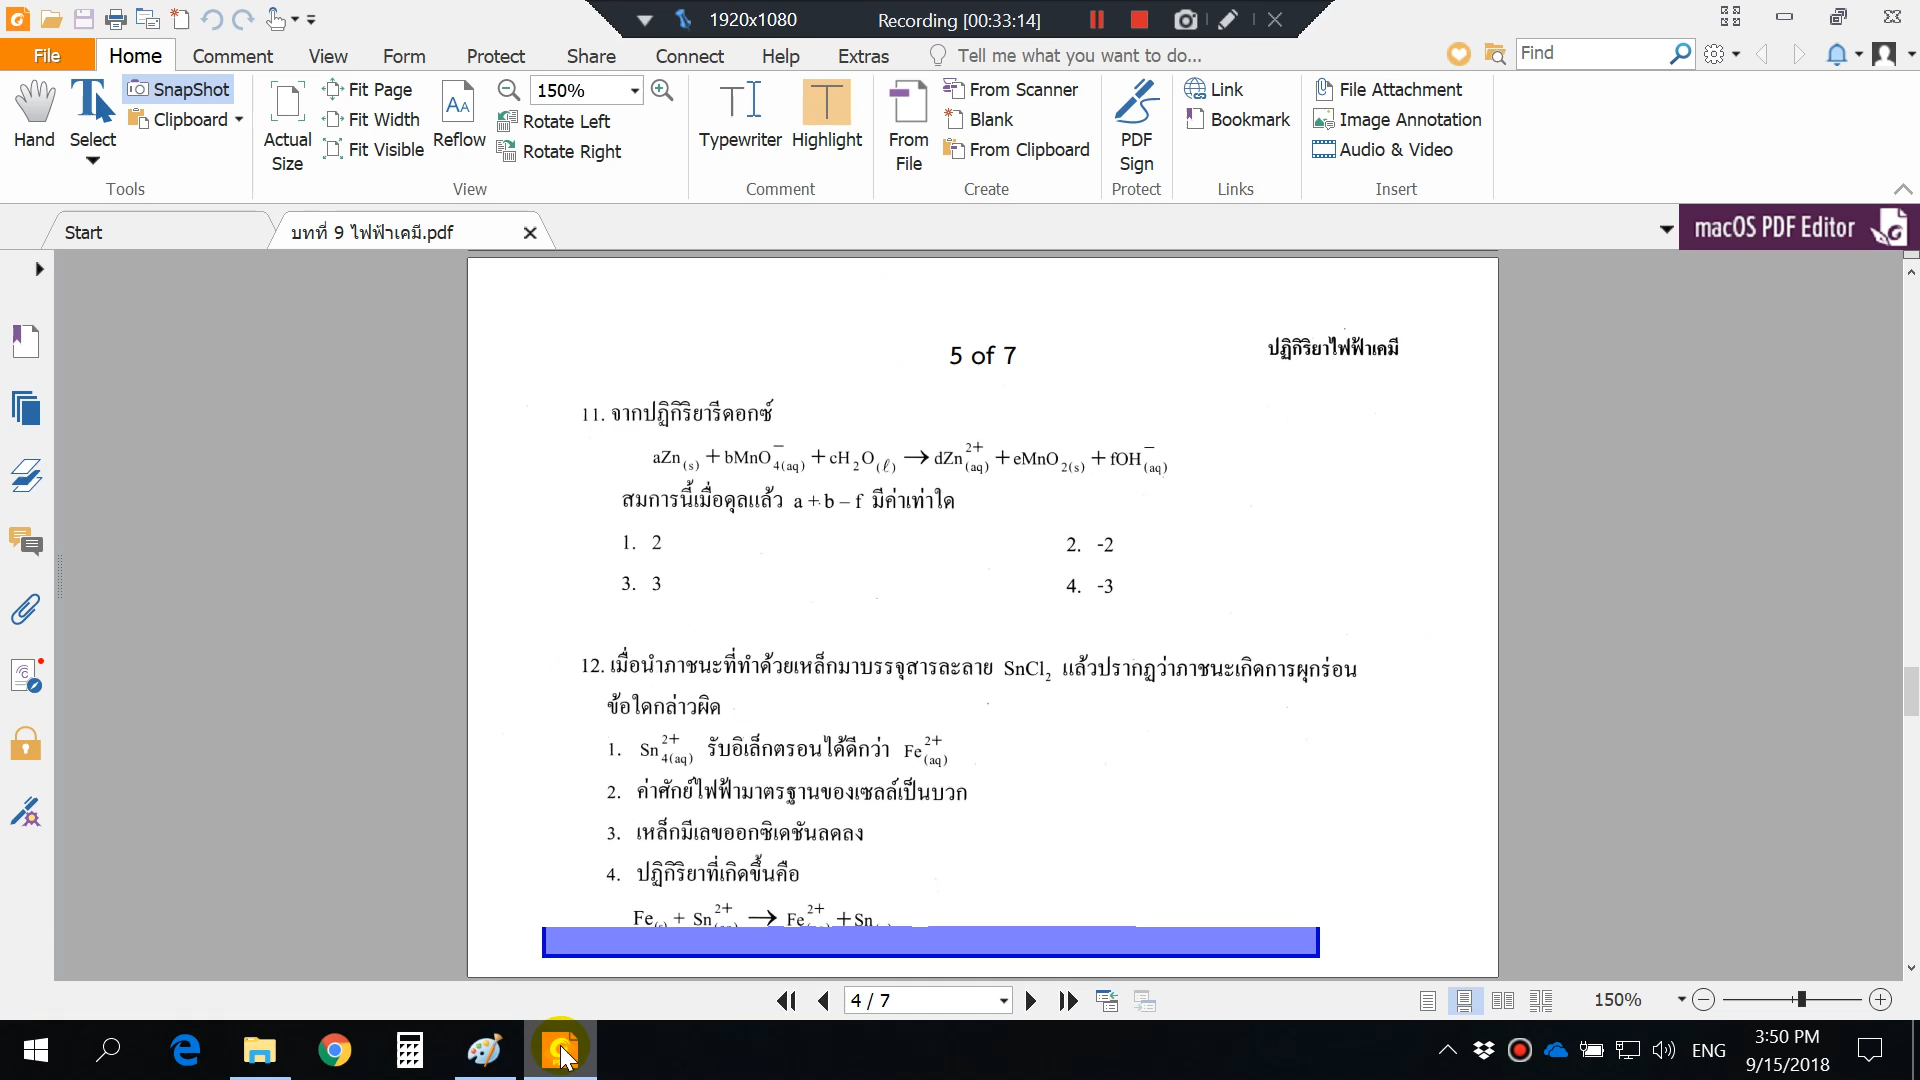 1920x1080
Recording [00:33:14]
File Home Comment View Form Protect Share Connect Help Extras Tell me what you want to do... Find
Hand
Select
SnapShot
Clipboard
Tools
Actual Size
Fit Page
Fit Width
Fit Visible
Reflow
150%
Rotate Left
Rotate Right
View
Typewriter
Highlight
Comment
From File
From Scanner
Blank
From Clipboard
Create
PDF Sign
Protect
Link
Bookmark
Links
File Attachment
Image Annotation
Audio & Video
Insert
Start
บทที่ 9 ไฟฟ้าเคมี.pdf
macOS PDF Editor
5 of 7
ปฏิกิริยาไฟฟ้าเคมี
11. จากปฏิกิริยารีดอกซ์
aZn(s) + bMnO4(aq)− + cH2O(ℓ) → dZn(aq)2+ + eMnO2(s) + fOH(aq)−
สมการนี้เมื่อดุลแล้ว a + b – f มีค่าเท่าใด
1. 2
2. -2
3. 3
4. -3
12. เมื่อนำภาชนะที่ทำด้วยเหล็กมาบรรจุสารละลาย SnCl2 แล้วปรากฏว่าภาชนะเกิดการผุกร่อน
ข้อใดกล่าวผิด
1. Sn4(aq)2+ รับอิเล็กตรอนได้ดีกว่า Fe(aq)2+
2. ค่าศักย์ไฟฟ้ามาตรฐานของเซลล์เป็นบวก
3. เหล็กมีเลขออกซิเดชันลดลง
4. ปฏิกิริยาที่เกิดขึ้นคือ
Fe(s) + Sn(aq)2+ → Fe(aq)2+ + Sn
4 / 7
150%
ENG
3:50 PM
9/15/2018